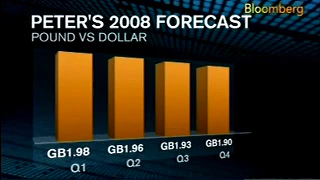 Bloomberg
PETER'S 2008 FORECAST
POUND VS DOLLAR
GB1.98 GB1.96 GB1.93 GB1.90
Q1 Q2 Q3 Q4